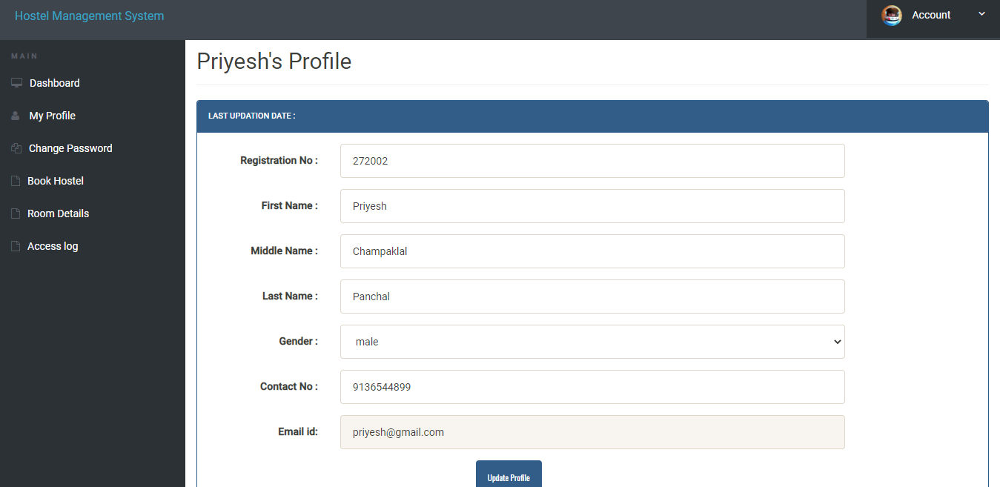 Hostel Management System
Account
MAIN
Dashboard
My Profile
Change Password
Book Hostel
Room Details
Access log
Priyesh's Profile
LAST UPDATION DATE :
Registration No : 272002
First Name : Priyesh
Middle Name : Champaklal
Last Name : Panchal
Gender : male
Contact No : 9136544899
Email id: priyesh@gmail.com
Update Profile